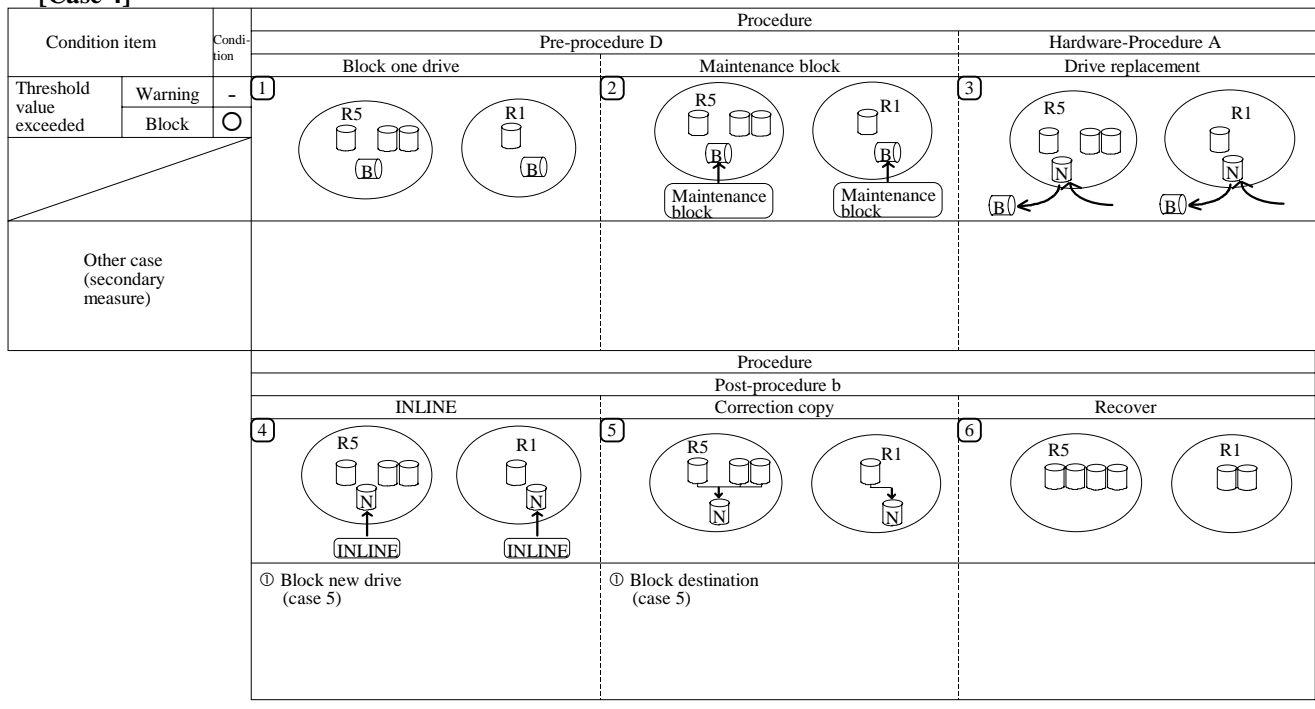 [Case 4]
Condition item
Condi-
tion
Procedure
Pre-procedure D
Hardware-Procedure A
Block one drive
Maintenance block
Drive replacement
Threshold
value
exceeded
Warning
-
Block
O
1
R5
B
R1
B
2
R5
B
Maintenance
block
R1
B
Maintenance
block
3
R5
N
B
R1
N
B
Other case
(secondary
measure)
Procedure
Post-procedure b
INLINE
Correction copy
Recover
4
R5
N
INLINE
R1
N
INLINE
5
R5
N
R1
N
6
R5
R1
① Block new drive
(case 5)
① Block destination
(case 5)